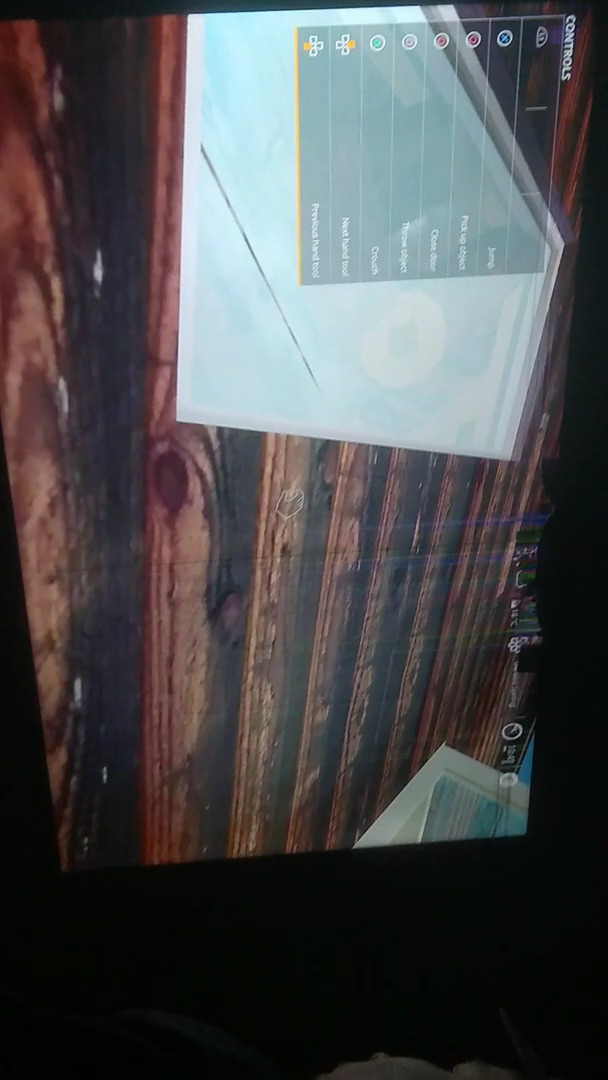 CONTROLS
Jump
Pick up object
Close door
Throw object
Crouch
Next hand tool
Previous hand tool